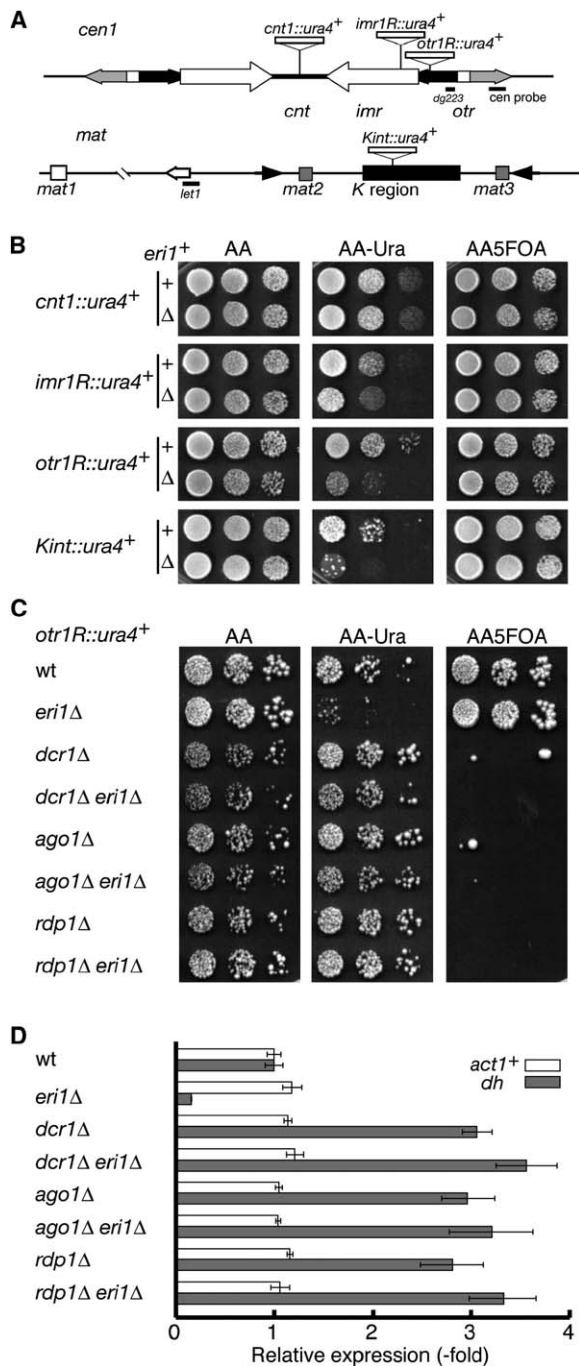 A
cen1
cnt1::ura4+
imr1R::ura4+
otr1R::ura4+
dg223
cen probe
cnt
imr
otr
mat
Kint::ura4+
mat1
let1
mat2
K region
mat3
B
eri1+
AA
AA-Ura
AA5FOA
cnt1::ura4+
+
Δ
imr1R::ura4+
+
Δ
otr1R::ura4+
+
Δ
Kint::ura4+
+
Δ
C
otr1R::ura4+
AA
AA-Ura
AA5FOA
wt
eri1Δ
dcr1Δ
dcr1Δ eri1Δ
ago1Δ
ago1Δ eri1Δ
rdp1Δ
rdp1Δ eri1Δ
D
wt
act1+
dh
eri1Δ
dcr1Δ
dcr1Δ eri1Δ
ago1Δ
ago1Δ eri1Δ
rdp1Δ
rdp1Δ eri1Δ
0 1 2 3 4
Relative expression (-fold)